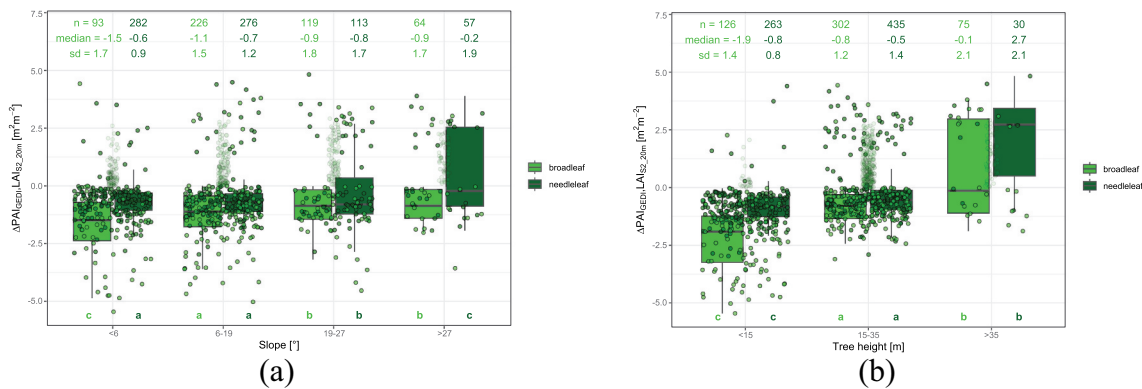 n = 93 282 226 276 119 113 64 57
median = -1.5 -0.6 -1.1 -0.7 -0.9 -0.8 -0.9 -0.2
sd = 1.7 0.9 1.5 1.2 1.8 1.7 1.7 1.9
7.5
5.0
2.5
0.0
-2.5
-5.0
ΔPAIGEDI,LAIS2_20m [m²m⁻²]
c a a a b b b c
<6 6-19 19-27 >27
Slope [°]
broadleaf
needleleaf
(a)
n = 126 263 302 435 75 30
median = -1.9 -0.8 -0.8 -0.5 -0.1 2.7
sd = 1.4 0.8 1.2 1.4 2.1 2.1
7.5
5.0
2.5
0.0
-2.5
-5.0
ΔPAIGEDI,LAIS2_20m [m²m⁻²]
c c a a b b
<15 15-35 >35
Tree height [m]
broadleaf
needleleaf
(b)